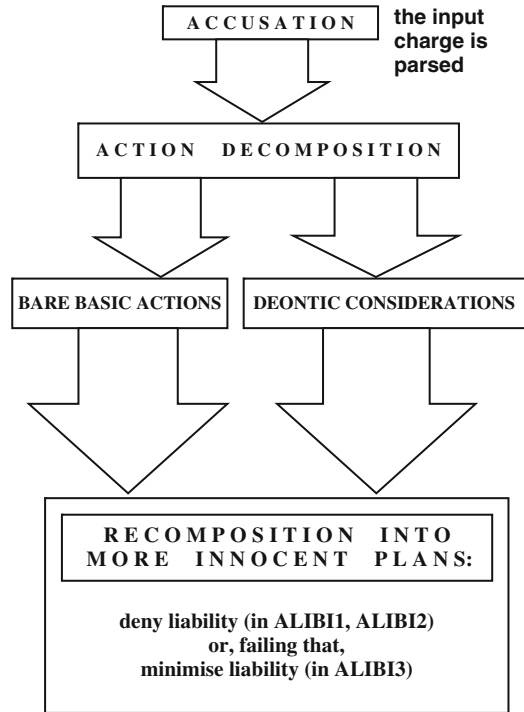 ACCUSATION
the input
charge is
parsed
ACTION DECOMPOSITION
BARE BASIC ACTIONS
DEONTIC CONSIDERATIONS
RECOMPOSITION INTO
MORE INNOCENT PLANS:
deny liability (in ALIBI1, ALIBI2)
or, failing that,
minimise liability (in ALIBI3)